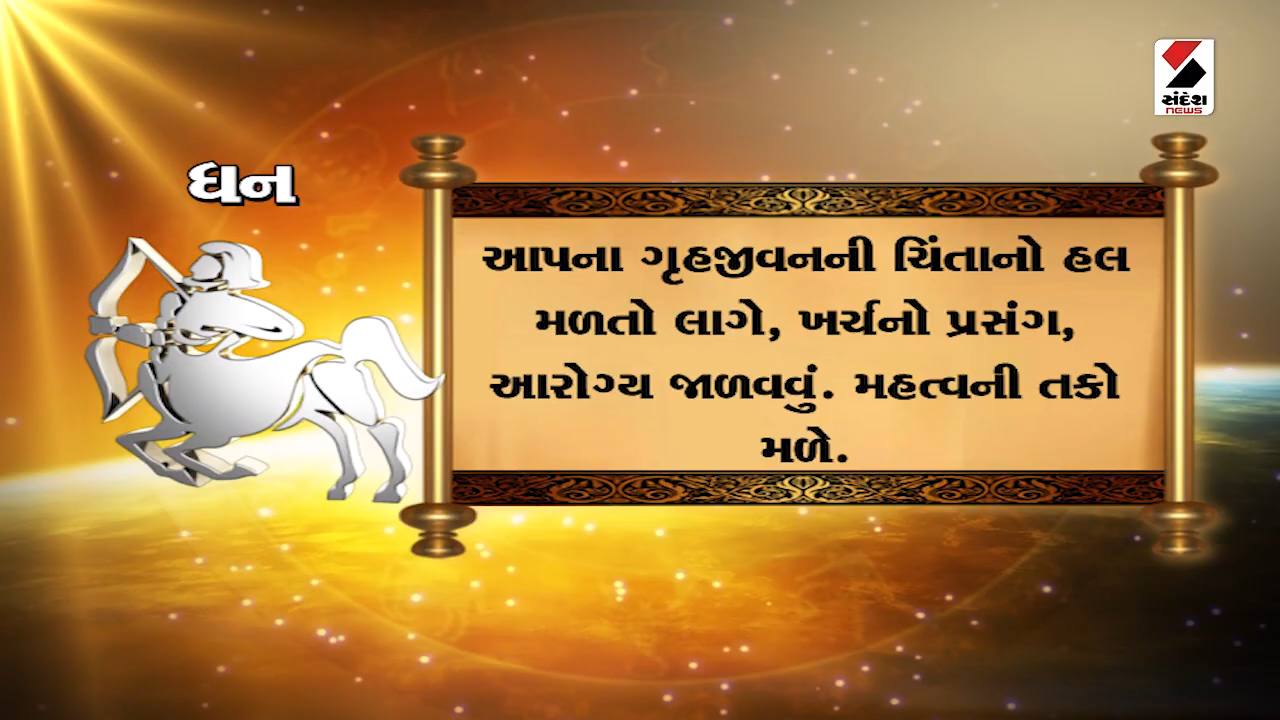 સંદેશ
NEWS
ધન
આપના ગૃહજીવનની ચિંતાનો હલ
મળતો લાગે, ખર્ચનો પ્રસંગ,
આરોગ્ય જાળવવું. મહત્વની તકો
મળે.